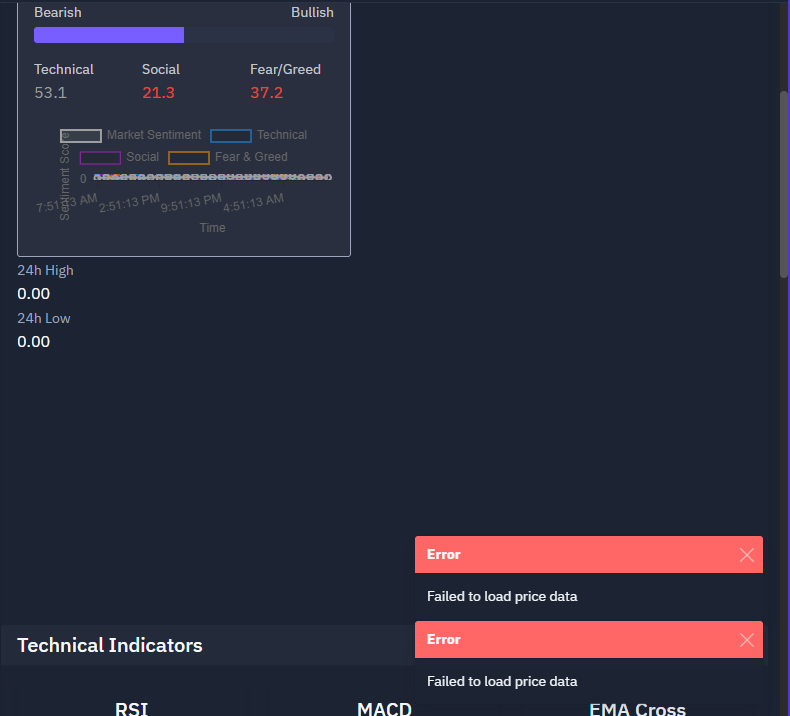 Bearish Bullish
Technical Social Fear/Greed
53.1 21.3 37.2
Market Sentiment Technical
Social Fear & Greed
Sentiment Score
0
7:51:13 AM 2:51:13 PM 9:51:13 PM 4:51:13 AM
Time
24h High
0.00
24h Low
0.00
Error
Failed to load price data
Error
Technical Indicators
Failed to load price data
RSI MACD EMA Cross